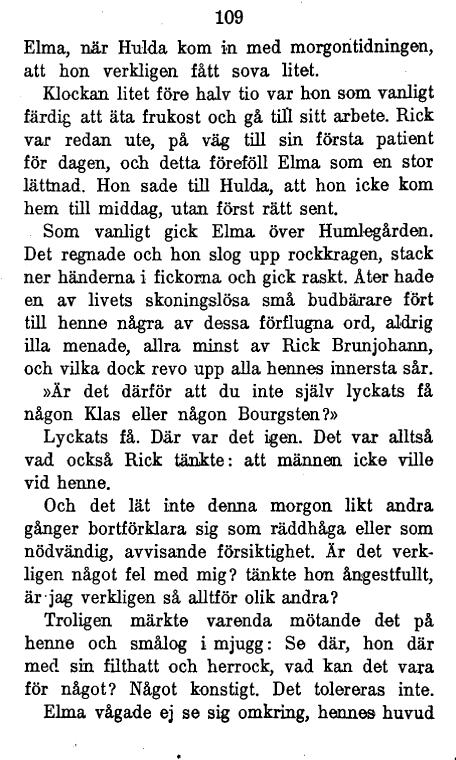 109
Elma, när Hulda kom in med morgontidningen,
att hon verkligen fått sova litet.
Klockan litet före halv tio var hon som vanligt
färdig att äta frukost och gå till sitt arbete. Rick
var redan ute, på väg till sin första patient
för dagen, och detta föreföll Elma som en stor
lättnad. Hon sade till Hulda, att hon icke kom
hem till middag, utan först rätt sent.
Som vanligt gick Elma över Humlegården.
Det regnade och hon slog upp rockkragen, stack
ner händerna i fickorna och gick raskt. Åter hade
en av livets skoningslösa små budbärare fört
till henne några av dessa förflugna ord, aldrig
illa menade, allra minst av Rick Brunjohann,
och vilka dock revo upp alla hennes innersta sår.
»Är det därför att du inte själv lyckats få
någon Klas eller någon Bourgsten?»
Lyckats få. Där var det igen. Det var alltså
vad också Rick tänkte: att männen icke ville
vid henne.
Och det lät inte denna morgon likt andra
gånger bortförklara sig som räddhåga eller som
nödvändig, avvisande försiktighet. Är det verk-
ligen något fel med mig? tänkte hon ångestfullt,
är jag verkligen så alltför olik andra?
Troligen märkte varenda mötande det på
henne och smålog i mjugg: Se där, hon där
med sin filthatt och herrock, vad kan det vara
för något? Något konstigt. Det tolereras inte.
Elma vågade ej se sig omkring, hennes huvud